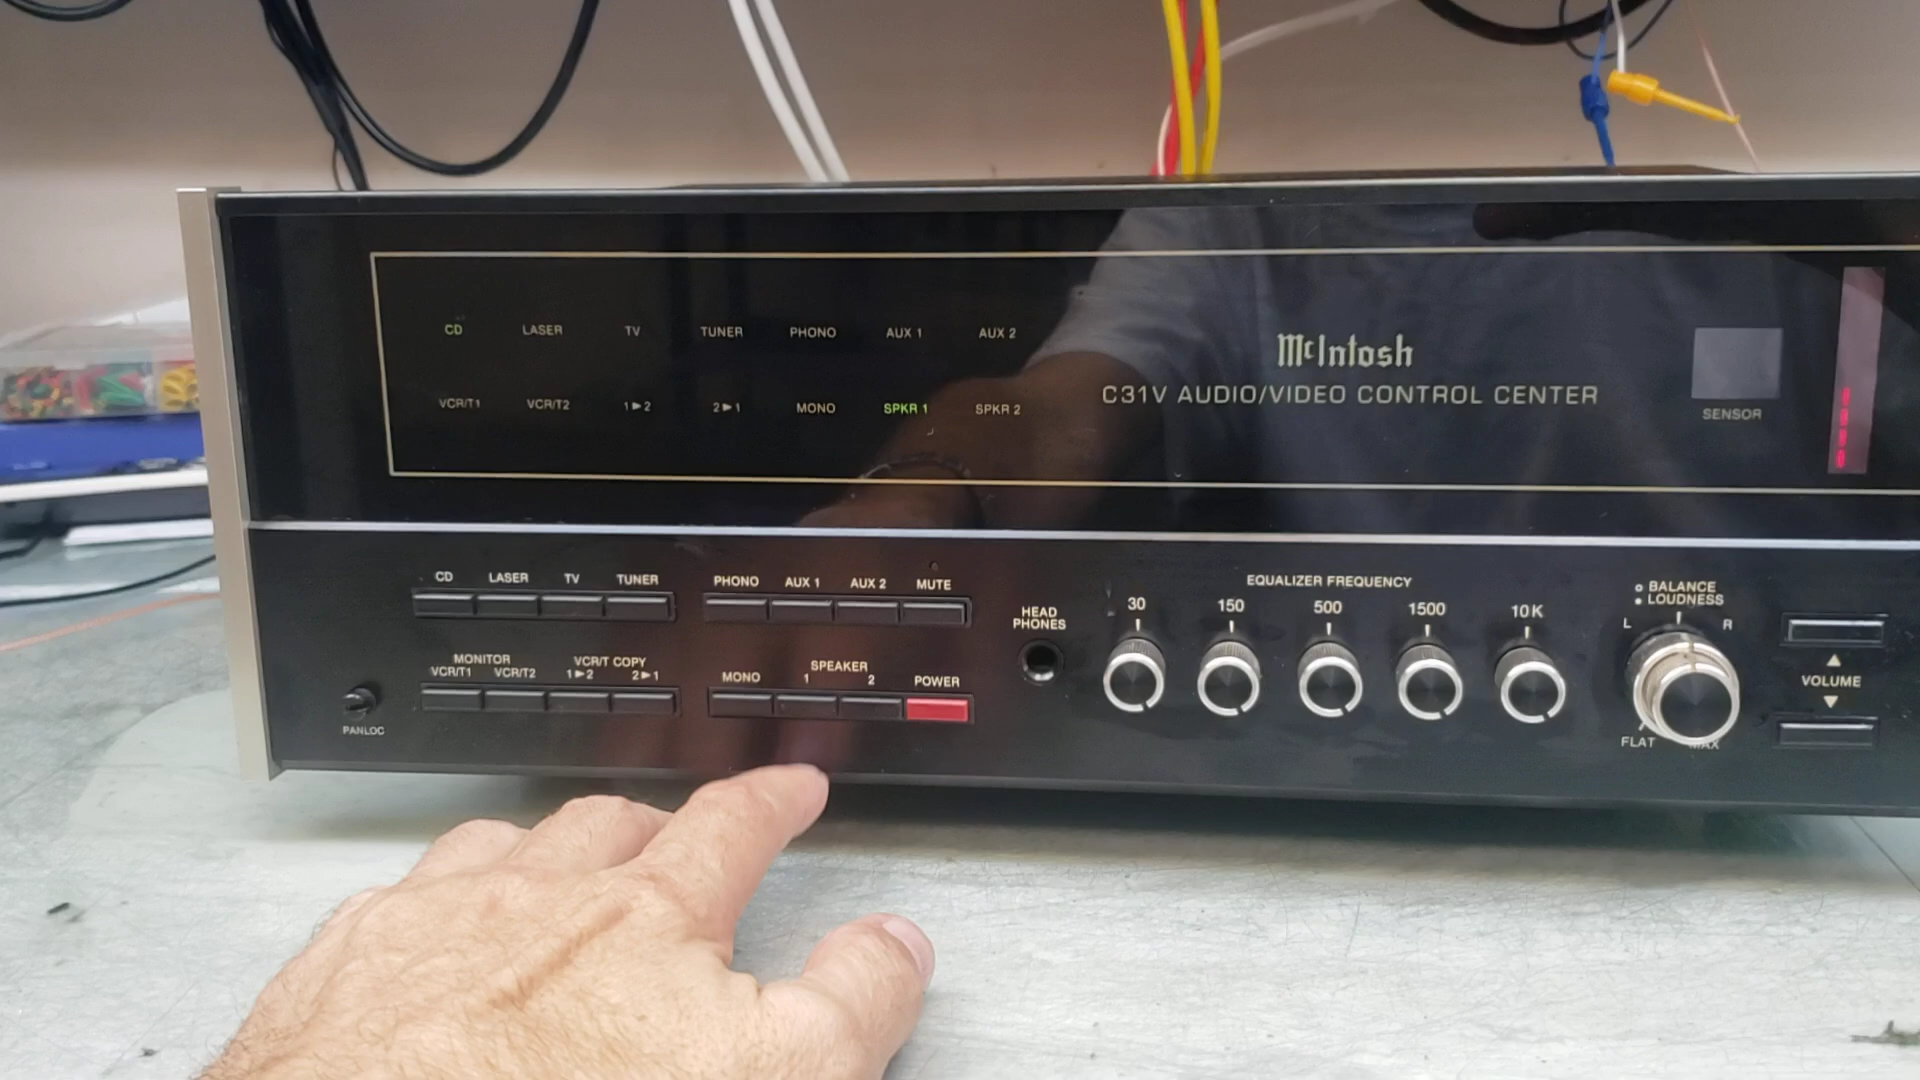 CD LASER TV TUNER PHONO AUX 1 AUX 2
VCR/T1 VCR/T2 1►2 2►1 MONO SPKR 1 SPKR 2
McIntosh
C31V AUDIO/VIDEO CONTROL CENTER
SENSOR
CD LASER TV TUNER PHONO AUX 1 AUX 2 MUTE
MONITOR
VCR/T1 VCR/T2
VCR/T COPY
1►2 2►1
SPEAKER
MONO 1 2 POWER
PANLOC
HEAD
PHONES
EQUALIZER FREQUENCY
30 150 500 1500 10K
BALANCE
LOUDNESS
L R
FLAT MAX
▲
VOLUME
▼